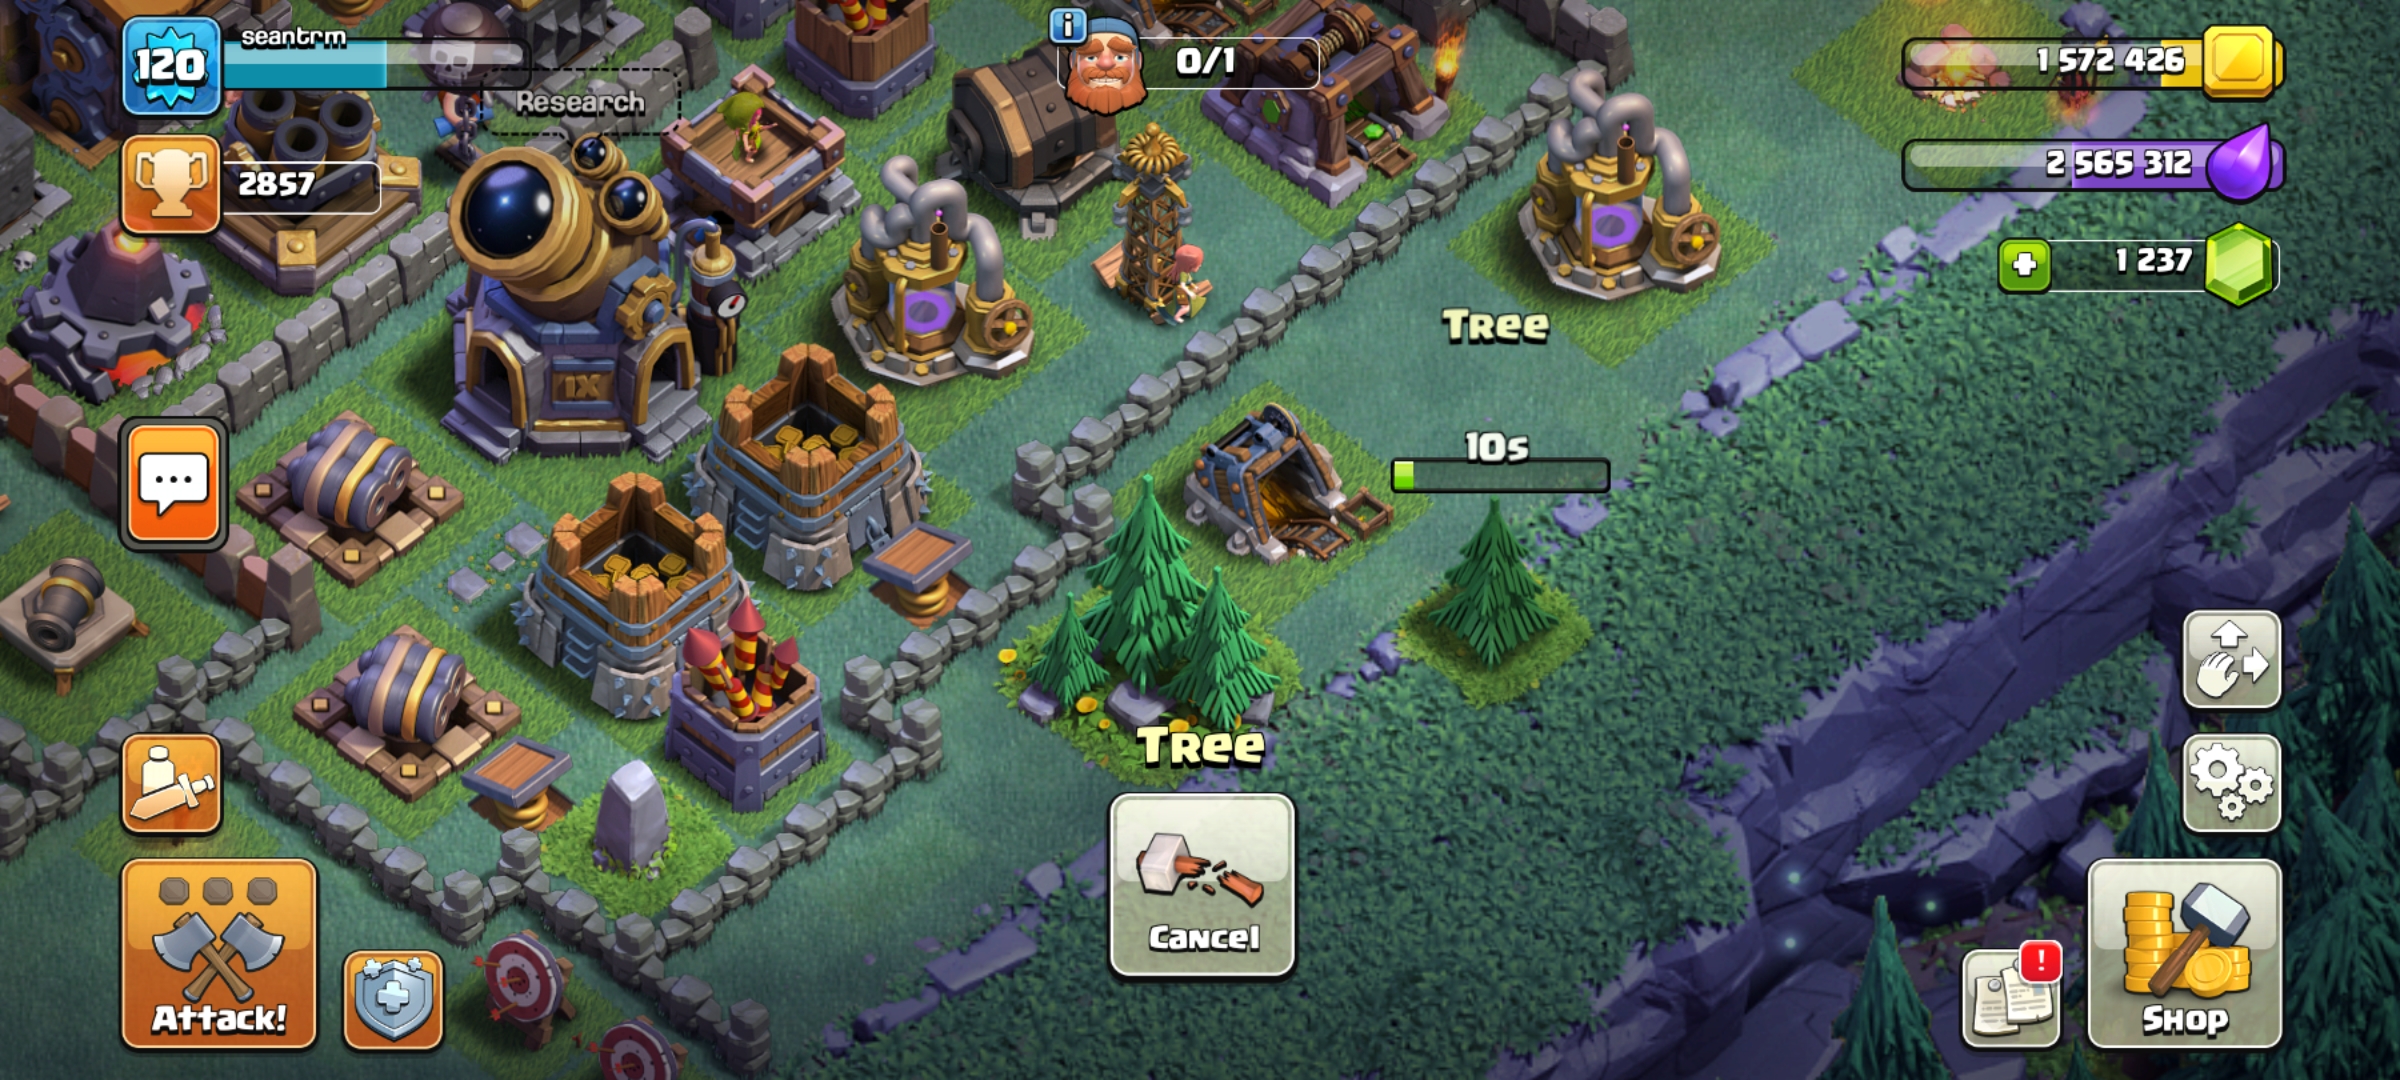 120
seantrm
0/1
1 572 426
Research
2857
2 565 312
1 237
Tree
IX
10s
Tree
Cancel
Attack!
Shop